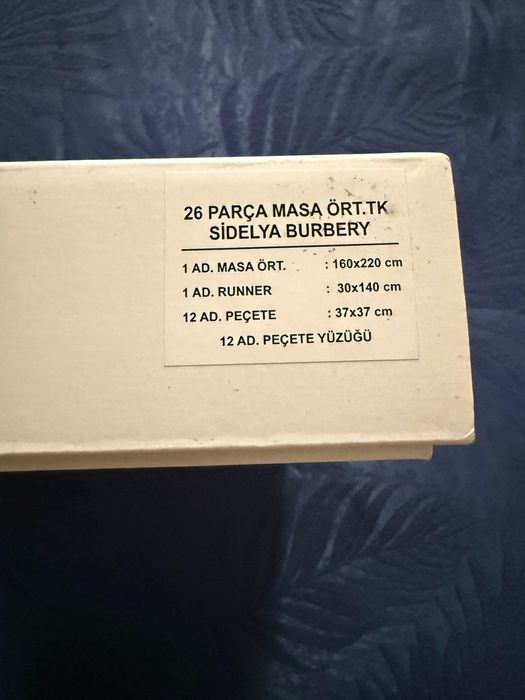 26 PARÇA MASA ÖRT.TK
SİDELYA BURBERY
1 AD. MASA ÖRT. : 160x220 cm
1 AD. RUNNER : 30x140 cm
12 AD. PEÇETE : 37x37 cm
12 AD. PEÇETE YÜZÜĞÜ